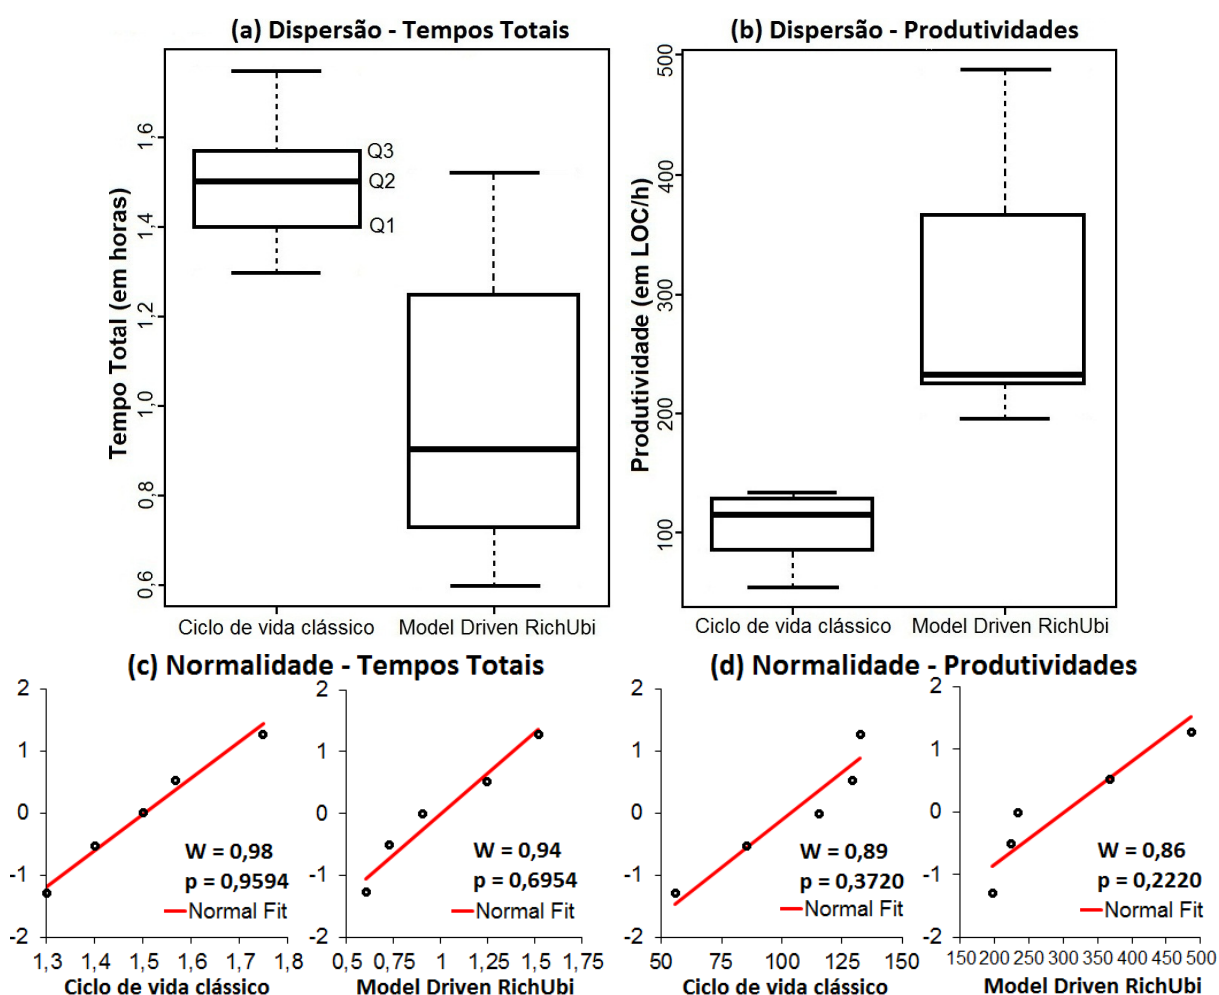 (a) Dispersão - Tempos Totais
Tempo Total (em horas)
1,6
1,4
1,2
1,0
0,8
0,6
Q3
Q2
Q1
Ciclo de vida clássico
Model Driven RichUbi
(b) Dispersão - Produtividades
Produtividade (em LOC/h)
500
400
300
200
100
Ciclo de vida clássico
Model Driven RichUbi
(c) Normalidade - Tempos Totais
2
1
0
-1
-2
W = 0,98
p = 0,9594
Normal Fit
1,3 1,4 1,5 1,6 1,7 1,8
Ciclo de vida clássico
2
1
0
-1
-2
W = 0,94
p = 0,6954
Normal Fit
0,5 0,75 1 1,25 1,5 1,75
Model Driven RichUbi
(d) Normalidade - Produtividades
2
1
0
-1
-2
W = 0,89
p = 0,3720
Normal Fit
50 75 100 125 150
Ciclo de vida clássico
2
1
0
-1
-2
W = 0,86
p = 0,2220
Normal Fit
150 200 250 300 350 400 450 500
Model Driven RichUbi